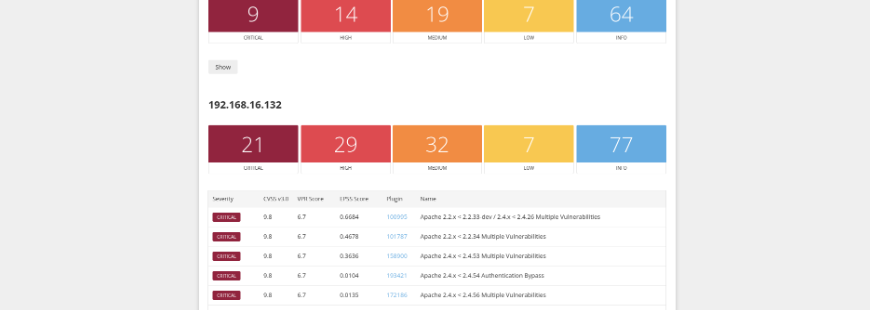 9 14 19 7 64
CRITICAL HIGH MEDIUM LOW INFO
Show
192.168.16.132
21 29 32 7 77
CRITICAL HIGH MEDIUM LOW INFO
Severity CVSS v3.0 VPR Score EPSS Score Plugin Name
CRITICAL 9.8 6.7 0.6684 Apache 2.2.x < 2.2.33-dev / 2.4.x < 2.4.26 Multiple Vulnerabilities
CRITICAL 9.8 6.7 0.4678 101787 Apache 2.2.x < 2.2.34 Multiple Vulnerabilities
CRITICAL 9.8 6.7 0.3636 158900 Apache 2.4.x < 2.4.53 Multiple Vulnerabilities
CRITICAL 9.8 6.7 0.0104 Apache 2.4.x < 2.4.54 Authentication Bypass
CRITICAL 9.8 6.7 0.0135 172186 Apache 2.4.x < 2.4.56 Multiple Vulnerabilities